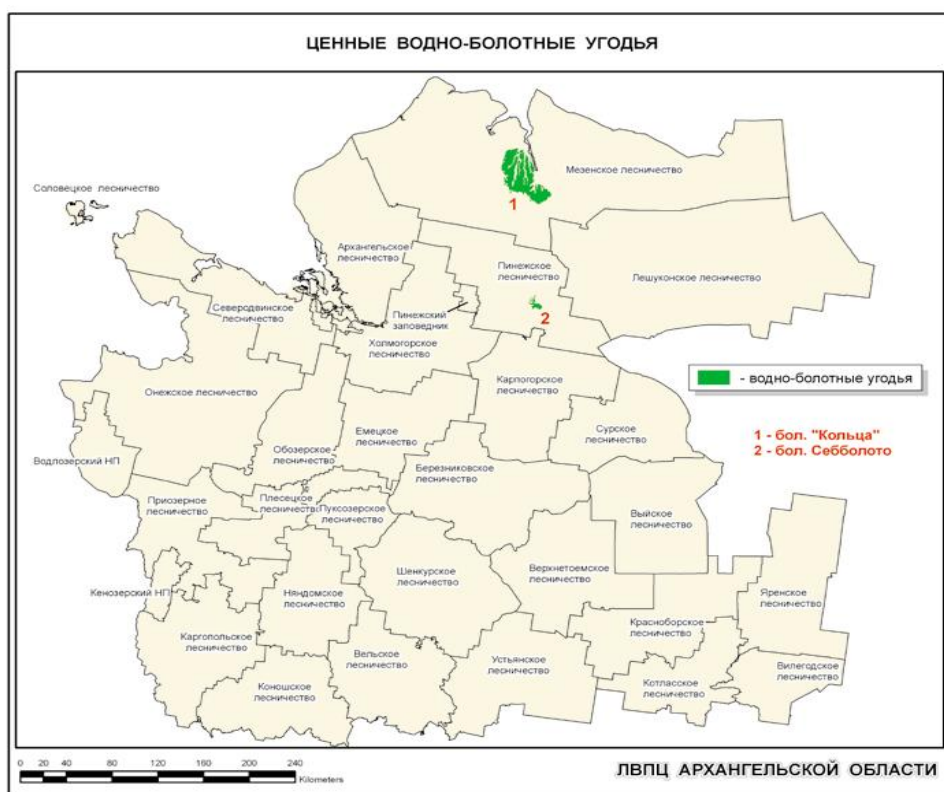 ЦЕННЫЕ ВОДНО-БОЛОТНЫЕ УГОДЬЯ
Мезенское лесничество
Соловецкое лесничество
1
Архангельское
лесничество
Пинежское
лесничество
Лешуконское лесничество
Северодвинское
лесничество
Пинежский
заповедник
2
Холмогорское
лесничество
Карпогорское
лесничество
- водно-болотные угодья
Онежское лесничество
Емецкое
лесничество
Сурское
лесничество
1 - бол. "Кольца"
2 - бол. Себболото
Обозерское
лесничество
Водлозерский НП
Березниковское
лесничество
Приозерное
лесничество
Плесецкое
лесничество
Пуксозерское
лесничество
Выйское
лесничество
Шенкурское
лесничество
Верхнетоемское
лесничество
Кенозерский НП
Няндомское
лесничество
Яренское
лесничество
Красноборское
лесничество
Каргопольское
лесничество
Вельское
лесничество
Устьянское
лесничество
Вилегодское
лесничество
Коношское
лесничество
Котласское
лесничество
0 20 40 80 120 160 200 240
Kilometers
ЛВПЦ АРХАНГЕЛЬСКОЙ ОБЛАСТИ